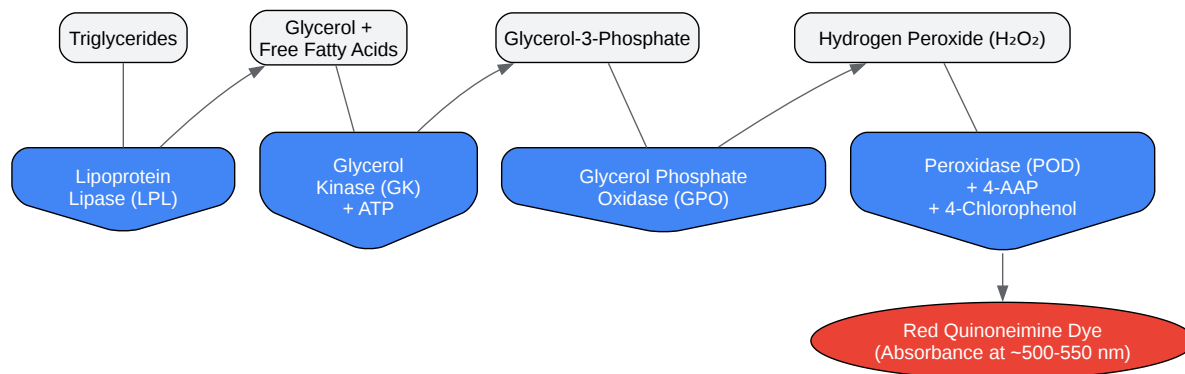 Triglycerides
Glycerol +
Free Fatty Acids
Glycerol-3-Phosphate
Hydrogen Peroxide (H₂O₂)
Lipoprotein
Lipase (LPL)
Glycerol
Kinase (GK)
+ ATP
Glycerol Phosphate
Oxidase (GPO)
Peroxidase (POD)
+ 4-AAP
+ 4-Chlorophenol
Red Quinoneimine Dye
(Absorbance at ~500-550 nm)